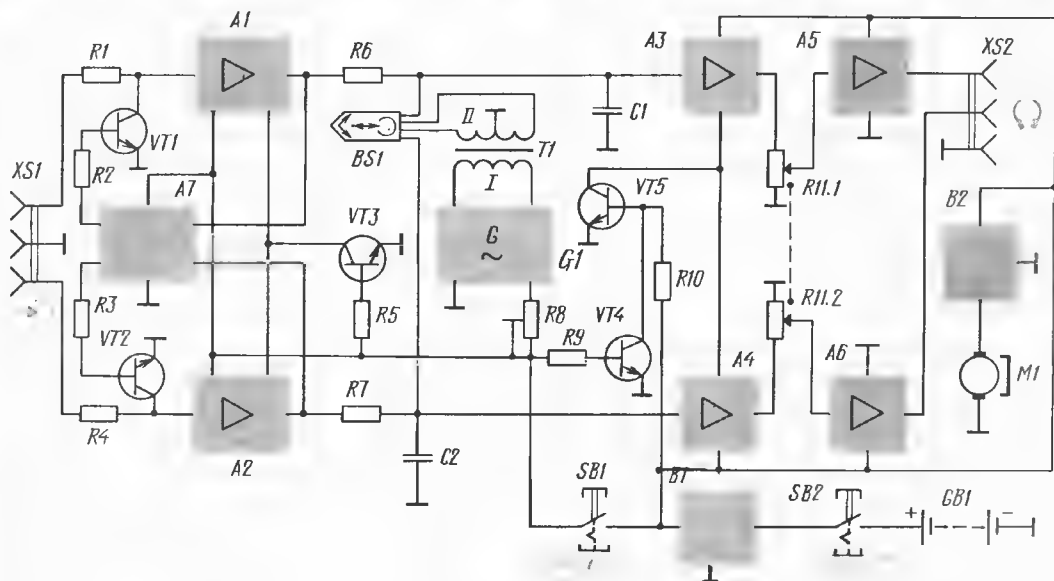 A1
R1
R6
A3
A5
XS2
VT1
BS1
II
T1
I
C1
R2
A7
XS1
VT3
VT5
R11.1
B2
G
~
G1
R10
R3
R5
R8
R11.2
VT2
R9
VT4
A4
A6
M1
R4
R7
A2
C2
SB1
B1
SB2
GB1
+
-